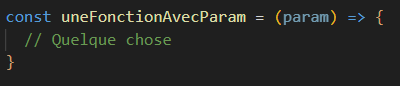 const uneFonctionAvecParam = (param) => {
  // Quelque chose
}